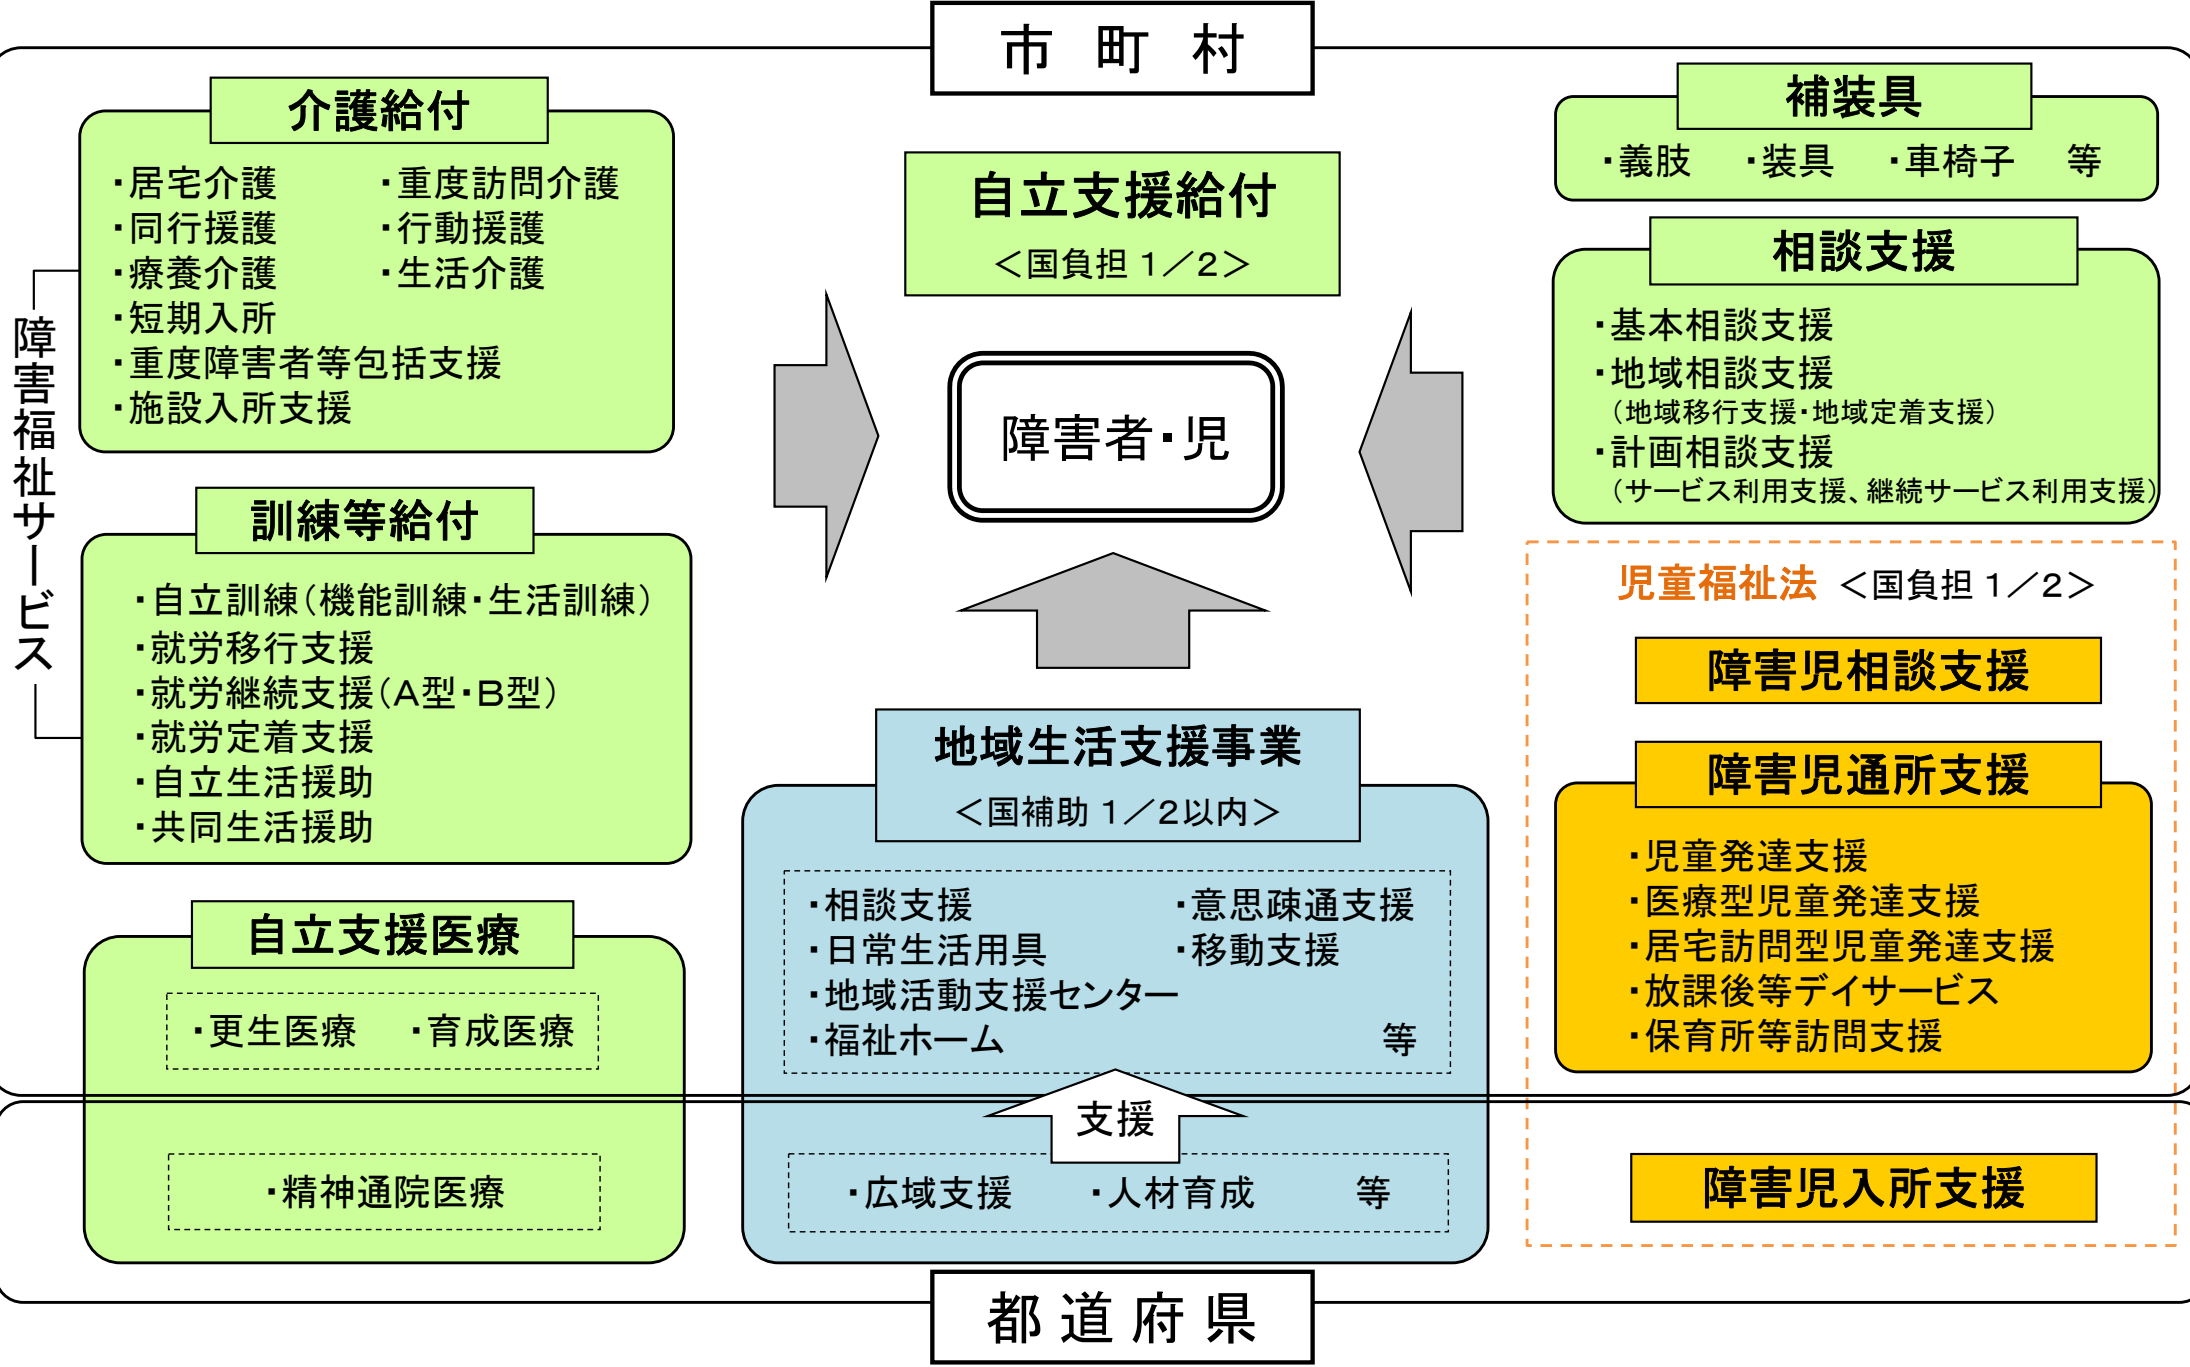 市 町 村
介護給付
・居宅介護 ・重度訪問介護
・同行援護 ・行動援護
・療養介護 ・生活介護
・短期入所
・重度障害者等包括支援
・施設入所支援
障害福祉サービス
訓練等給付
・自立訓練（機能訓練・生活訓練）
・就労移行支援
・就労継続支援（Ａ型・Ｂ型）
・就労定着支援
・自立生活援助
・共同生活援助
自立支援医療
・更生医療 ・育成医療
・精神通院医療
自立支援給付
＜国負担 １／２＞
障害者・児
地域生活支援事業
＜国補助 １／２以内＞
・相談支援 ・意思疎通支援
・日常生活用具 ・移動支援
・地域活動支援センター
・福祉ホーム 等
支援
・広域支援 ・人材育成 等
補装具
・義肢 ・装具 ・車椅子 等
相談支援
・基本相談支援
・地域相談支援
（地域移行支援・地域定着支援）
・計画相談支援
（サービス利用支援、継続サービス利用支援）
児童福祉法 ＜国負担 １／２＞
障害児相談支援
障害児通所支援
・児童発達支援
・医療型児童発達支援
・居宅訪問型児童発達支援
・放課後等デイサービス
・保育所等訪問支援
障害児入所支援
都 道 府 県